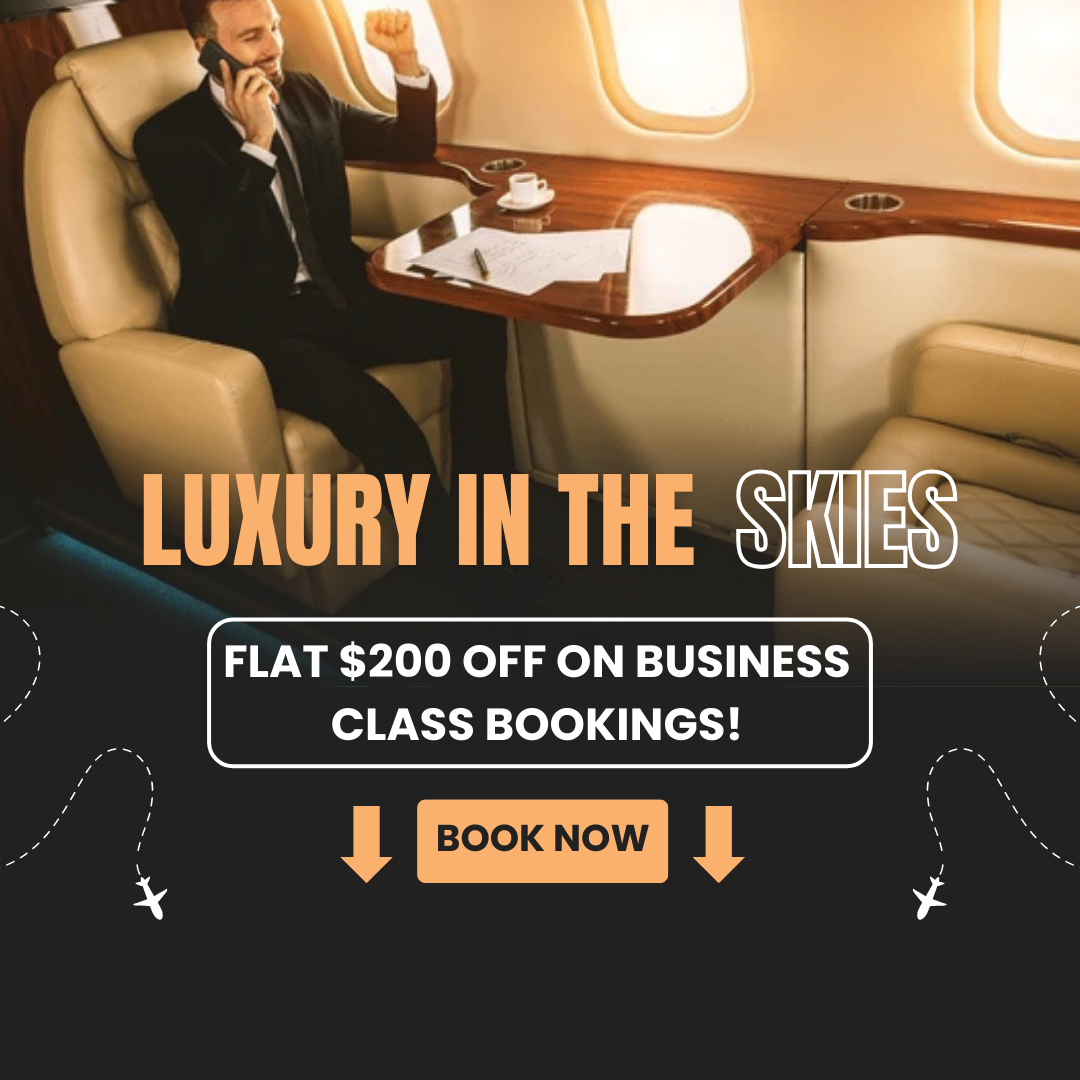 LUXURY IN THE SKIES
FLAT $200 OFF ON BUSINESS
CLASS BOOKINGS!
BOOK NOW